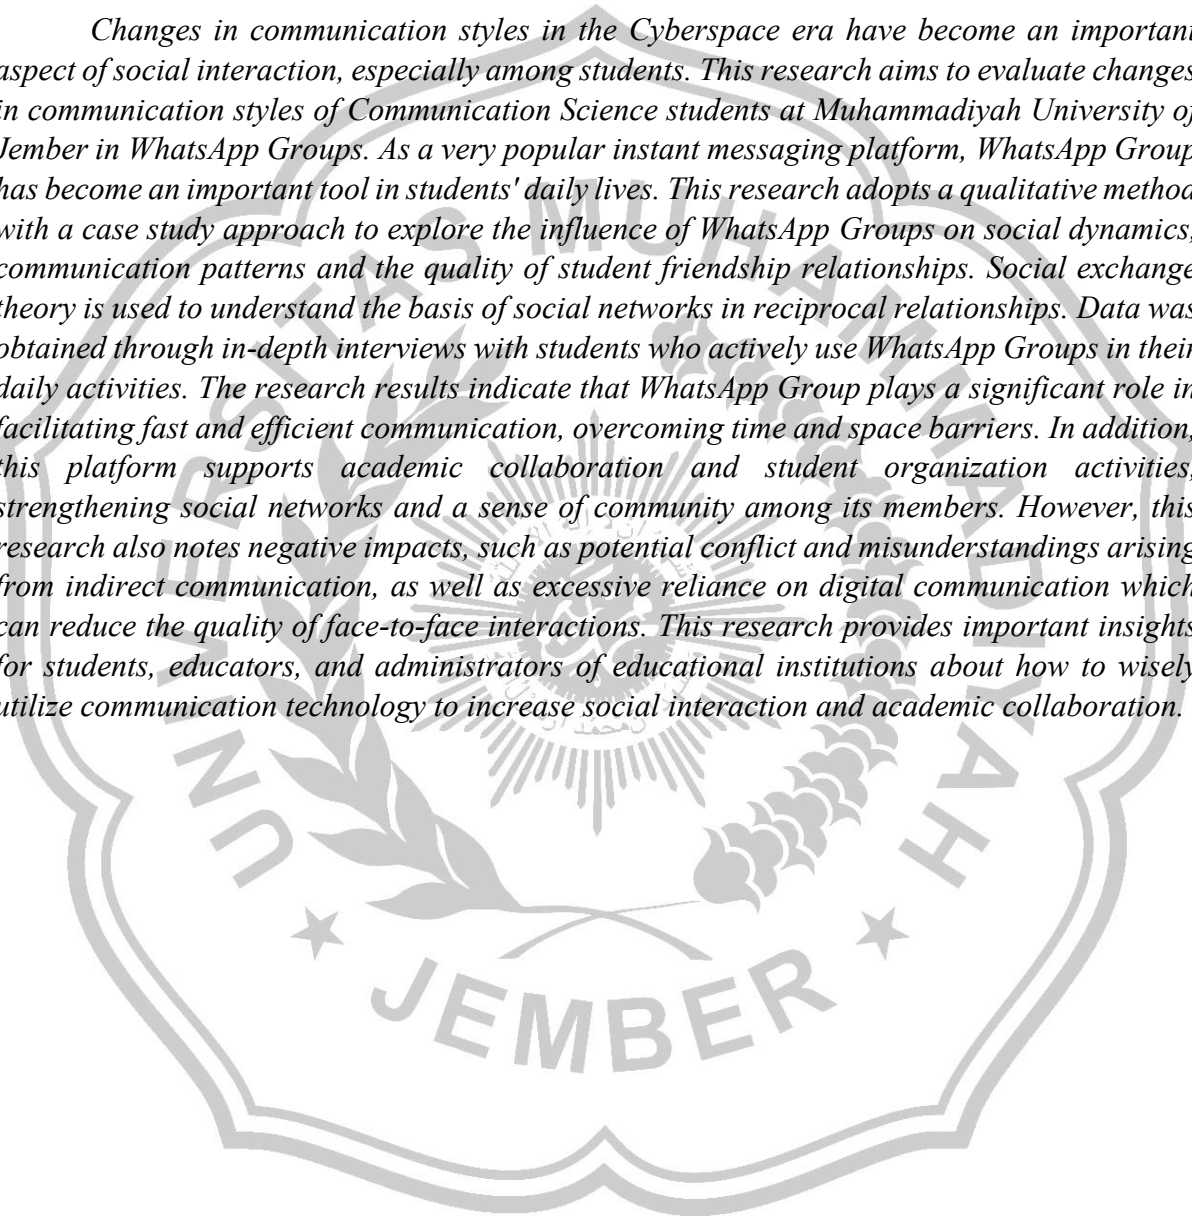 Changes in communication styles in the Cyberspace era have become an important
aspect of social interaction, especially among students. This research aims to evaluate changes
in communication styles of Communication Science students at Muhammadiyah University of
Jember in WhatsApp Groups. As a very popular instant messaging platform, WhatsApp Group
has become an important tool in students' daily lives. This research adopts a qualitative method
with a case study approach to explore the influence of WhatsApp Groups on social dynamics,
communication patterns and the quality of student friendship relationships. Social exchange
theory is used to understand the basis of social networks in reciprocal relationships. Data was
obtained through in-depth interviews with students who actively use WhatsApp Groups in their
daily activities. The research results indicate that WhatsApp Group plays a significant role in
facilitating fast and efficient communication, overcoming time and space barriers. In addition,
this platform supports academic collaboration and student organization activities,
strengthening social networks and a sense of community among its members. However, this
research also notes negative impacts, such as potential conflict and misunderstandings arising
from indirect communication, as well as excessive reliance on digital communication which
can reduce the quality of face-to-face interactions. This research provides important insights
for students, educators, and administrators of educational institutions about how to wisely
utilize communication technology to increase social interaction and academic collaboration.
UNIVERSITAS MUHAMMADIYAH
JEMBER